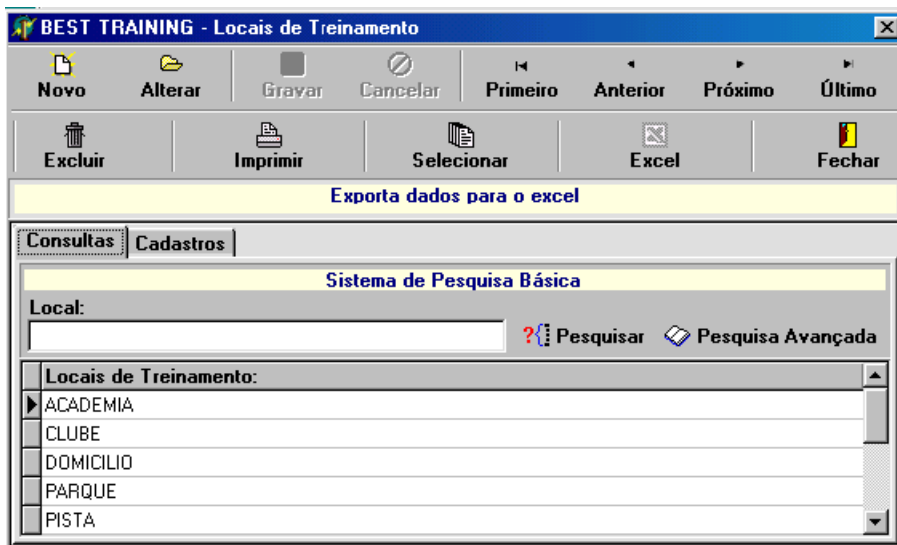 BEST TRAINING - Locais de Treinamento
Novo Alterar Gravar Cancelar Primeiro Anterior Próximo Último
Excluir Imprimir Selecionar Excel Fechar
Exporta dados para o excel
Consultas Cadastros
Sistema de Pesquisa Básica
Local:
Pesquisar Pesquisa Avançada
Locais de Treinamento:
ACADEMIA
CLUBE
DOMICILIO
PARQUE
PISTA